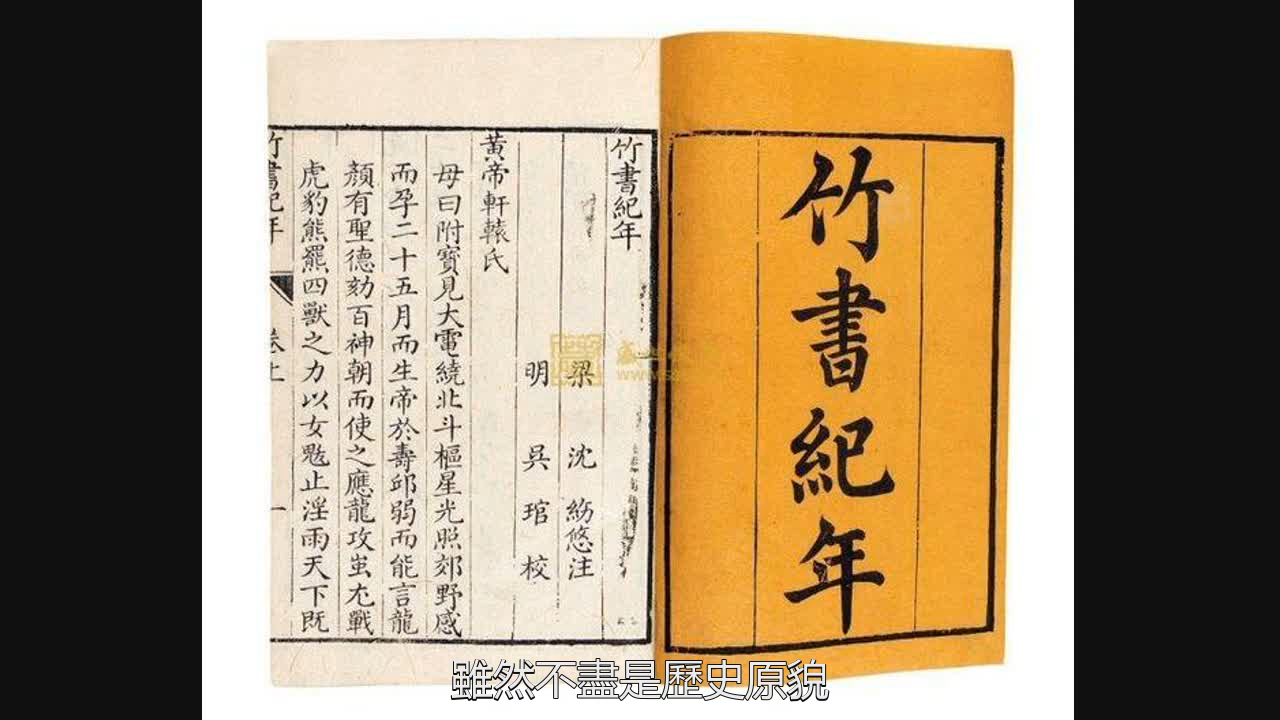 竹書紀年
竹書紀年
梁 沈 紛悠注
明 吳 琯 校
黃帝軒轅氏
母曰附寶見大電繞北斗樞星光照郊野感
而孕二十五月而生帝於壽邱弱而能言龍
顏有聖德劾百神朝而使之應龍攻蚩尤戰
虎豹熊羆四獸之力以女魃止淫雨天下既
竹書紀年 卷上 一
雖然不盡是歷史原貌